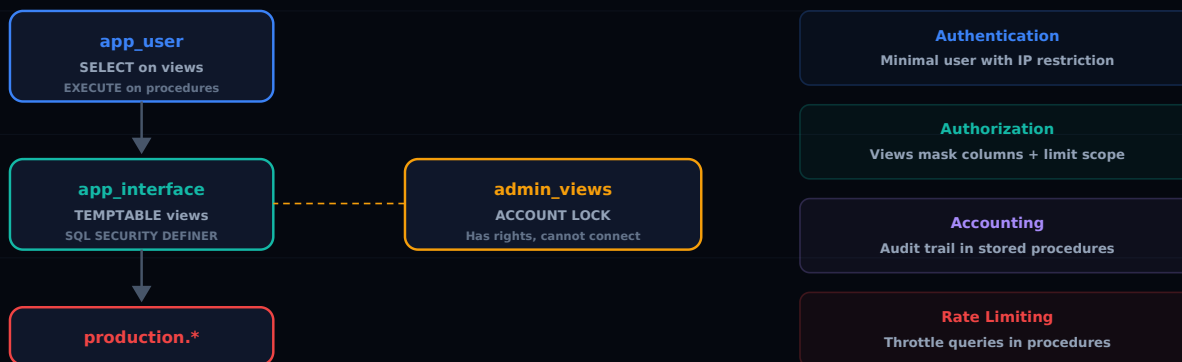 app_user
SELECT on views
EXECUTE on procedures
app_interface
TEMPTABLE views
SQL SECURITY DEFINER
admin_views
ACCOUNT LOCK
Has rights, cannot connect
production.*
Authentication
Minimal user with IP restriction
Authorization
Views mask columns + limit scope
Accounting
Audit trail in stored procedures
Rate Limiting
Throttle queries in procedures